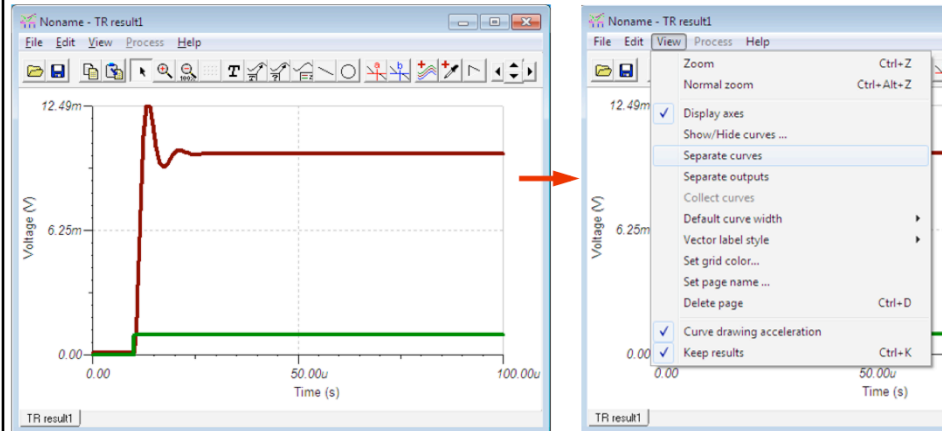 Noname - TR result1
File Edit View Process Help
T
a
b
12.49m
6.25m
0.00
Voltage (V)
0.00
50.00u
100.00u
Time (s)
TR result1
Noname - TR result1
File Edit View Process Help
12.49m
6.25m
0.00
Voltage (V)
Zoom Ctrl+Z
Normal zoom Ctrl+Alt+Z
Display axes
Show/Hide curves ...
Separate curves
Separate outputs
Collect curves
Default curve width
Vector label style
Set grid color...
Set page name ...
Delete page Ctrl+D
Curve drawing acceleration
Keep results Ctrl+K
0.00
50.00u
Time (s)
TR result1